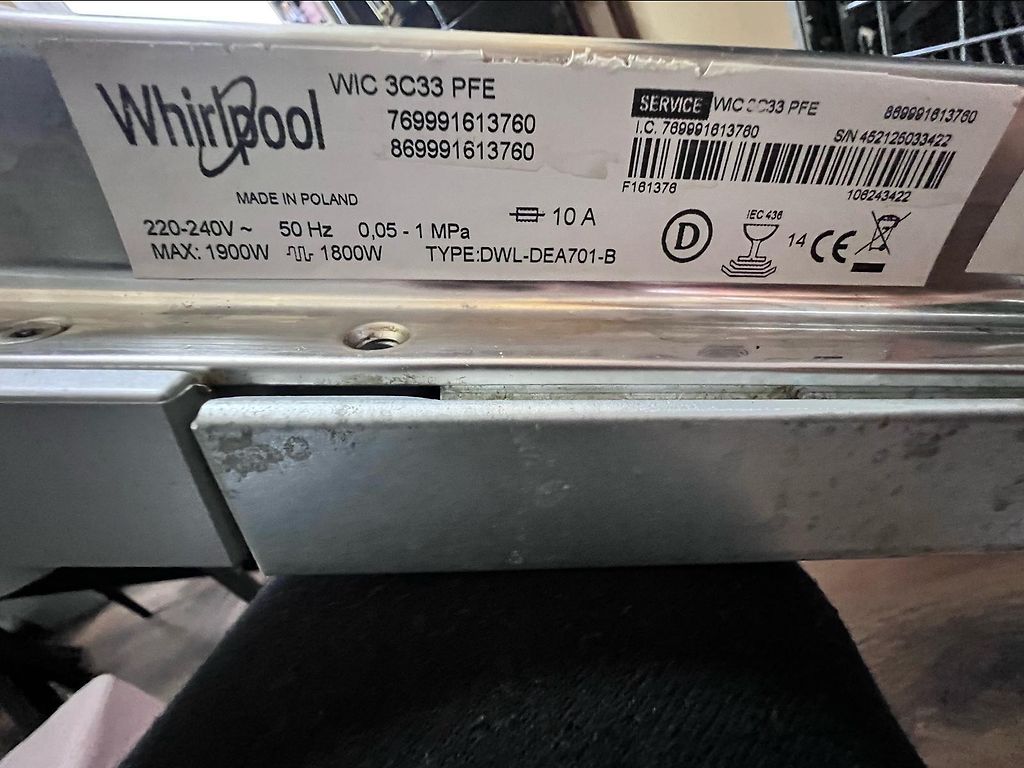 Whirlpool
WIC 3C33 PFE
769991613760
869991613760
MADE IN POLAND
220-240V ~ 50 Hz 0,05 - 1 MPa
10 A
MAX: 1900W 1800W TYPE:DWL-DEA701-B
SERVICE WIC 3C33 PFE 869991613760
I.C. 769991613760 S/N 452125033422
F161376 106243422
D
IEC 436
14 CE